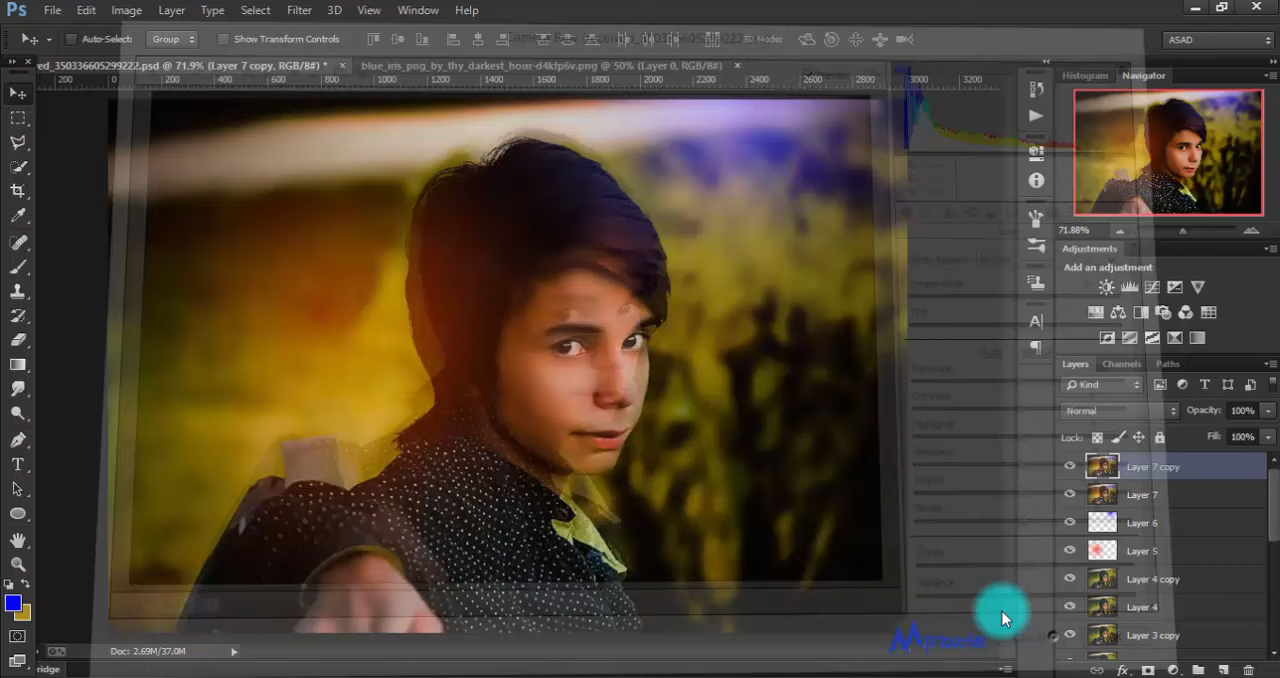 Ps File Edit Image Layer Type Select Filter 3D View Window Help
Auto-Select: Group Show Transform Controls ASAD
ed_350336605299222.psd @ 71.9% (Layer 7 copy, RGB/8#) * × blue_iris_png_by_thy_darkest_hour-d4kfp6v.png @ 50% (Layer 0, RGB/8#) ×
Histogram Navigator
200 0 200 400 600 800 1000 1200 1400 1600 1800 2000 2200 2400 2600 2800 3000 3200
71.88%
Adjustments
Add an adjustment
Layers Channels Paths
Kind
Normal Opacity: 100%
Lock: Fill: 100%
Layer 7 copy
Layer 7
Layer 6
Layer 5
Layer 4 copy
Layer 4
Layer 3 copy
Doc: 2.69M/37.0M
ridge